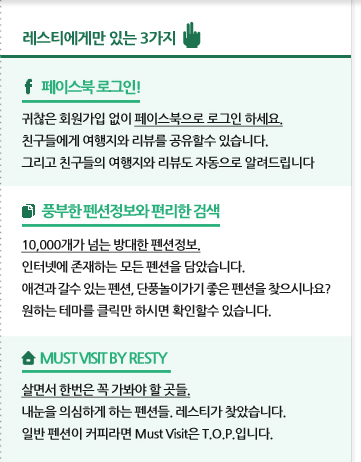 레스티에게만 있는 3가지
페이스북 로그인!
귀찮은 회원가입 없이 페이스북으로 로그인 하세요.
친구들에게 여행지와 리뷰를 공유할수 있습니다.
그리고 친구들의 여행지와 리뷰도 자동으로 알려드립니다
풍부한 펜션정보와 편리한 검색
10,000개가 넘는 방대한 펜션정보.
인터넷에 존재하는 모든 펜션을 담았습니다.
애견과 갈수 있는 펜션, 단풍놀이가기 좋은 펜션을 찾으시나요?
원하는 테마를 클릭만 하시면 확인할수 있습니다.
MUST VISIT BY RESTY
살면서 한번은 꼭 가봐야 할 곳들.
내눈을 의심하게 하는 펜션들. 레스티가 찾았습니다.
일반 펜션이 커피라면 Must Visit은 T.O.P.입니다.